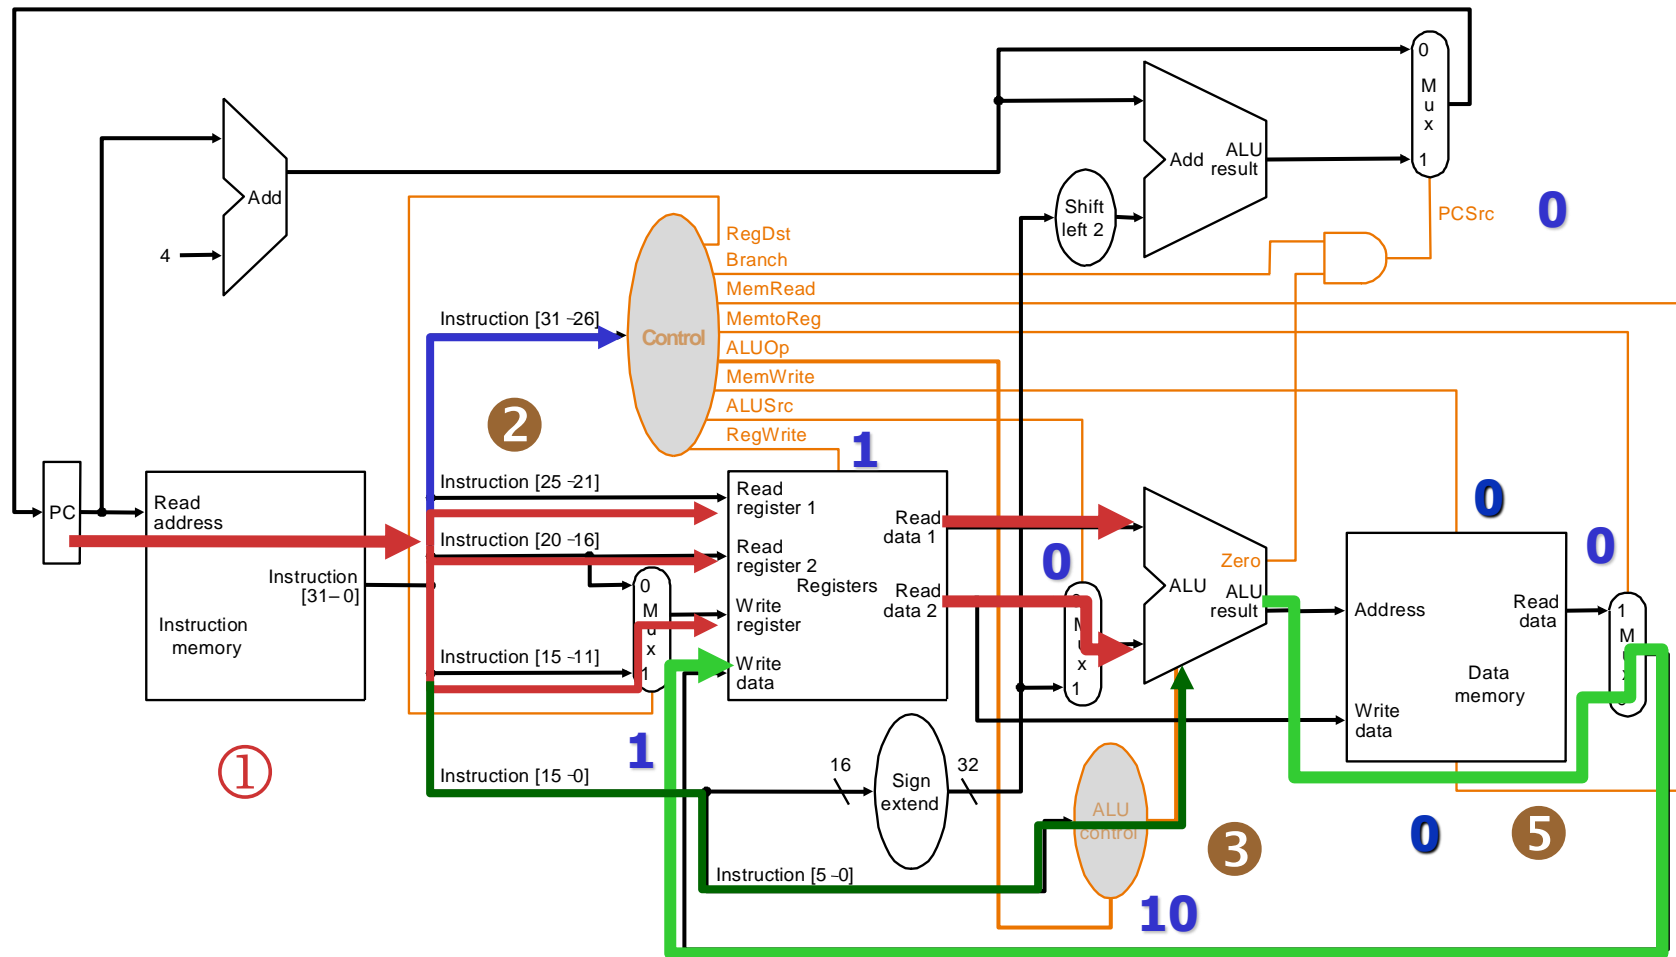 0
M
u
x
1
Add
ALU
result
Add
4
Shift
left 2
PCSrc
0
RegDst
Branch
MemRead
MemtoReg
ALUOp
MemWrite
ALUSrc
RegWrite
Control
Instruction [31–26]
2
1
PC
Read
address
Instruction
[31–0]
Instruction
memory
Instruction [25–21]
Instruction [20–16]
Instruction [15–11]
0
M
u
x
1
Read
register 1
Read
register 2
Registers
Write
register
Write
data
Read
data 1
Read
data 2
0
M
x
1
Zero
ALU
ALU
result
0
0
Address
Read
data
Data
memory
Write
data
1
M
①
1
Instruction [15–0]
16
Sign
extend
32
ALU
control
3
0
5
Instruction [5–0]
10